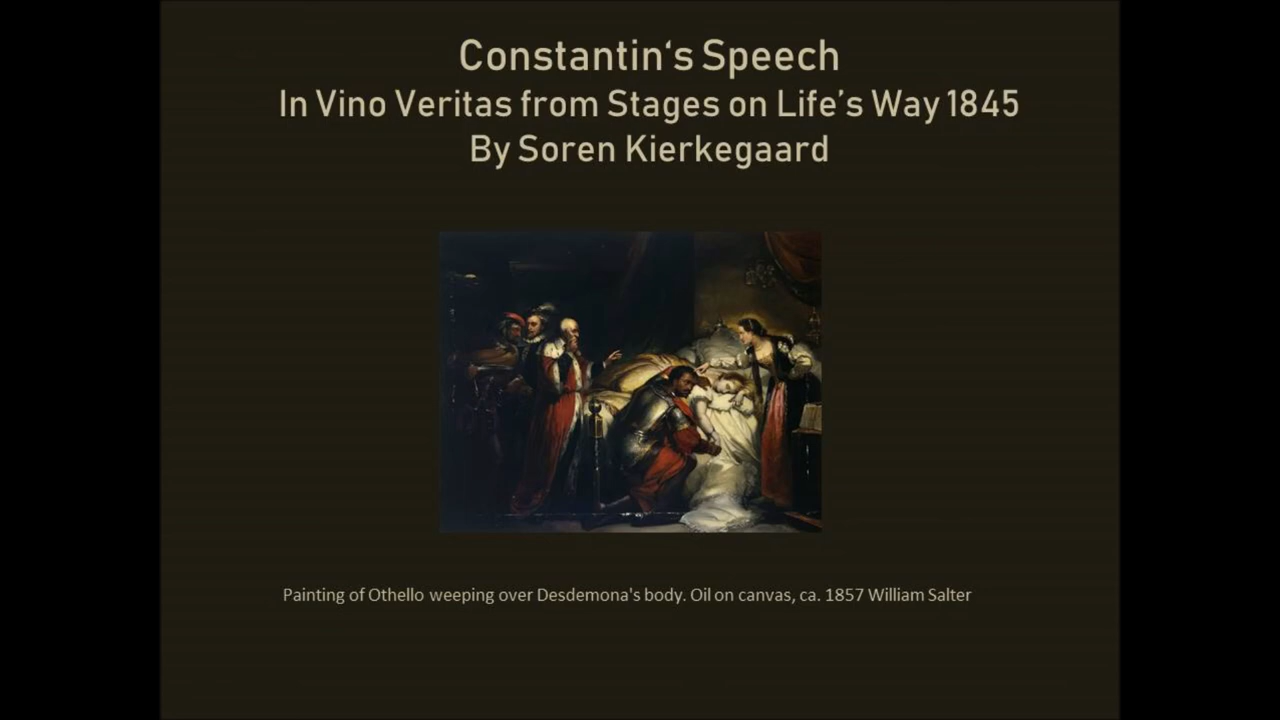 Constantin‘s Speech
In Vino Veritas from Stages on Life’s Way 1845
By Soren Kierkegaard
Painting of Othello weeping over Desdemona's body. Oil on canvas, ca. 1857 William Salter